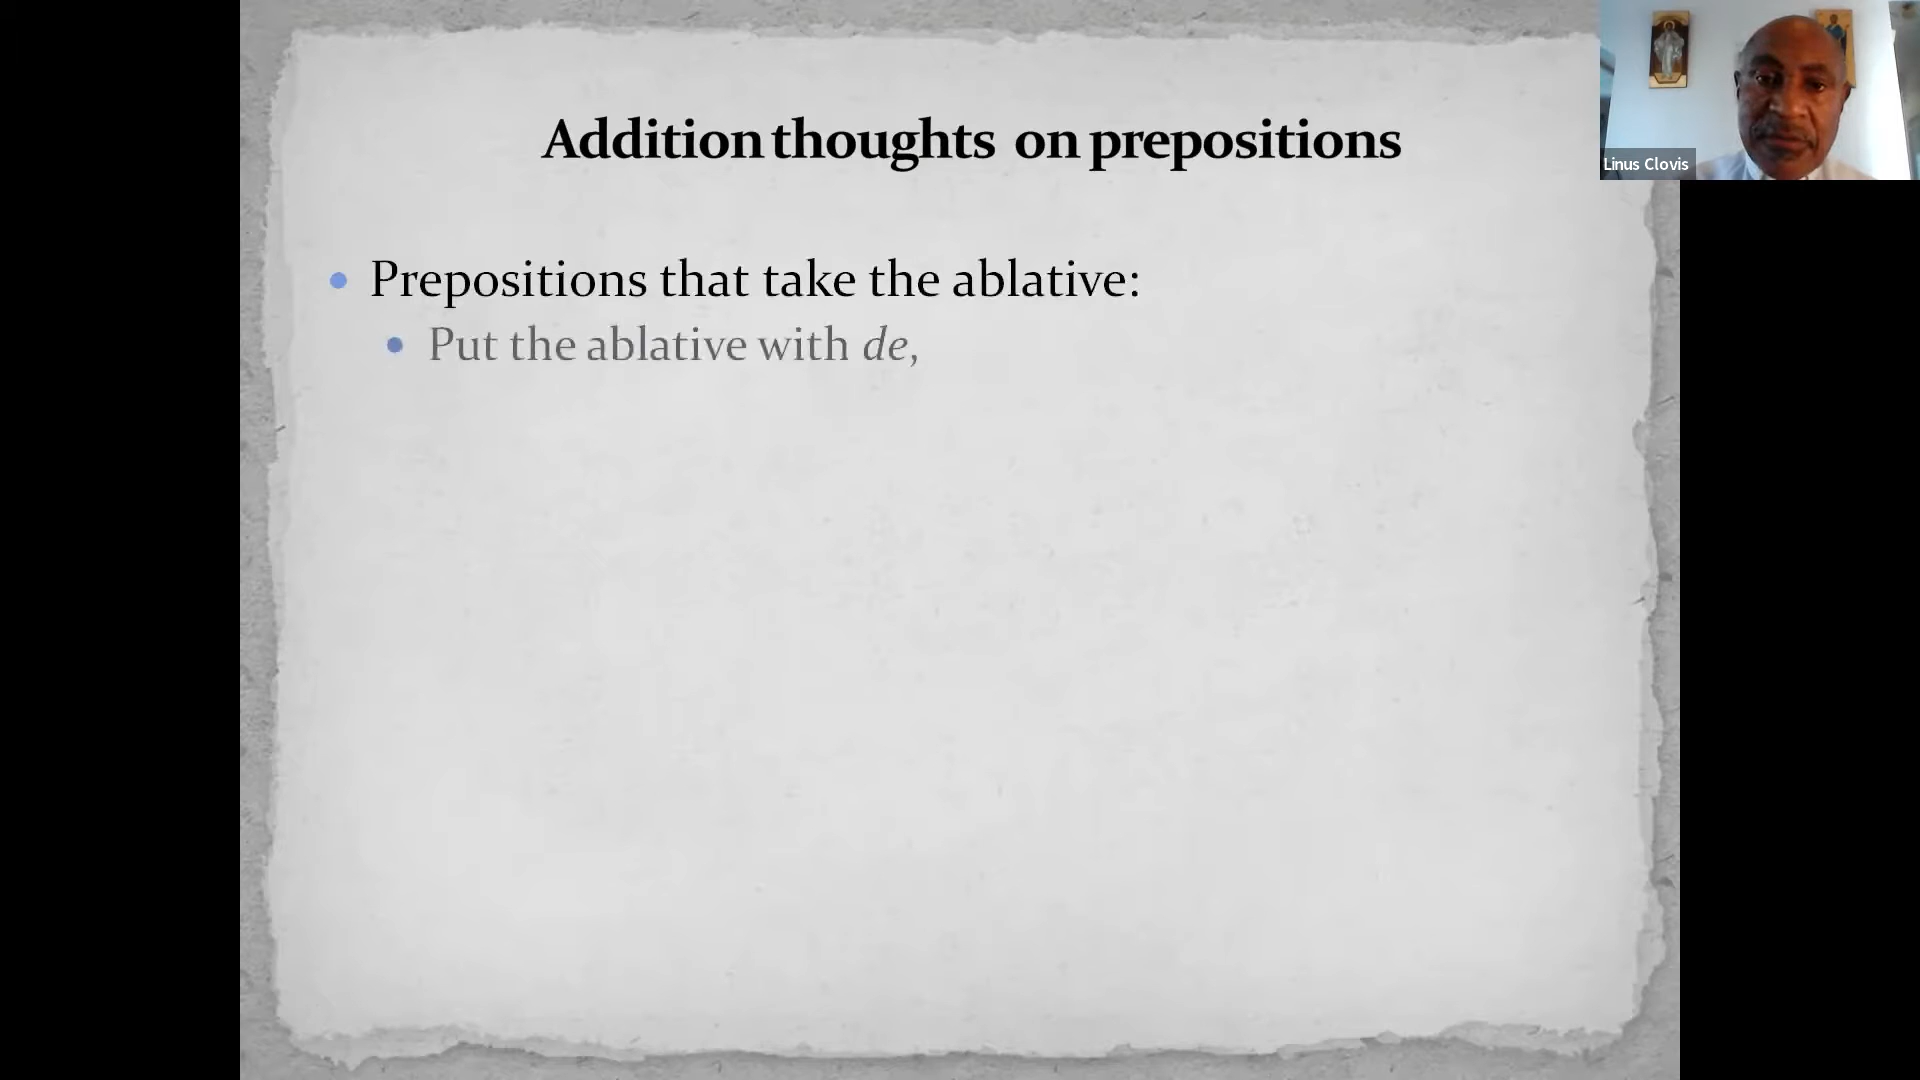 Addition thoughts on prepositions
Linus Clovis
Prepositions that take the ablative:
Put the ablative with de,